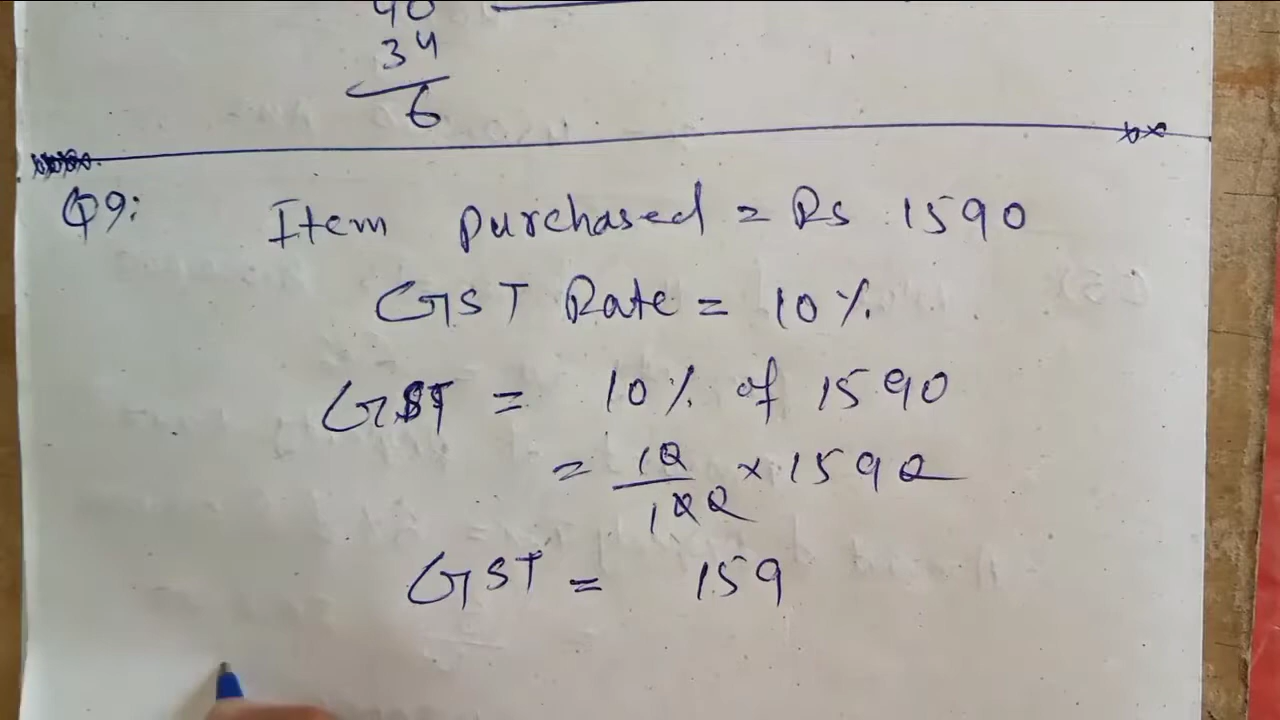 40
34
6
Q9: Item purchased = Rs 1590
GST Rate = 10%
GST = 10% of 1590
= 10/100 × 1590
GST = 159